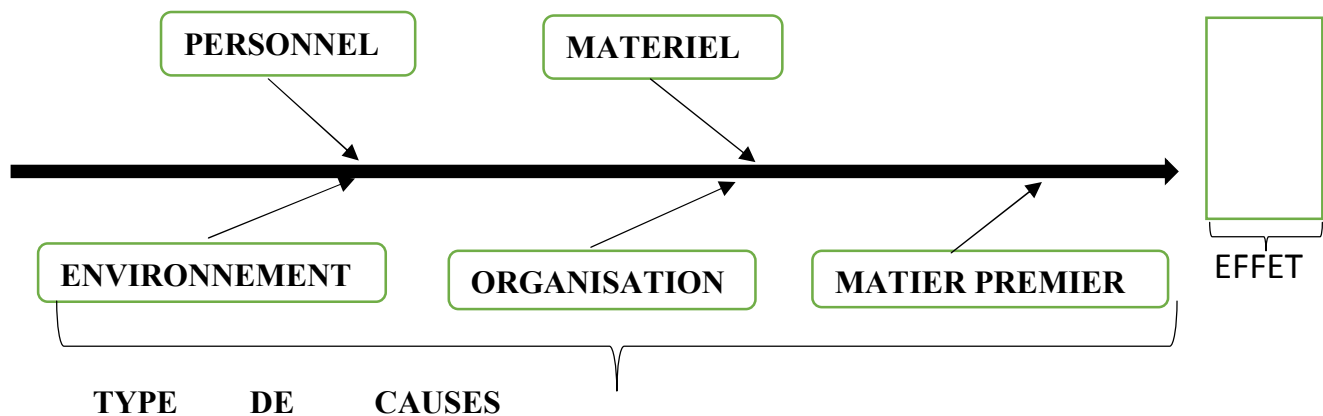 PERSONNEL
MATERIEL
ENVIRONNEMENT
ORGANISATION
MATIER PREMIER
EFFET
TYPE DE CAUSES